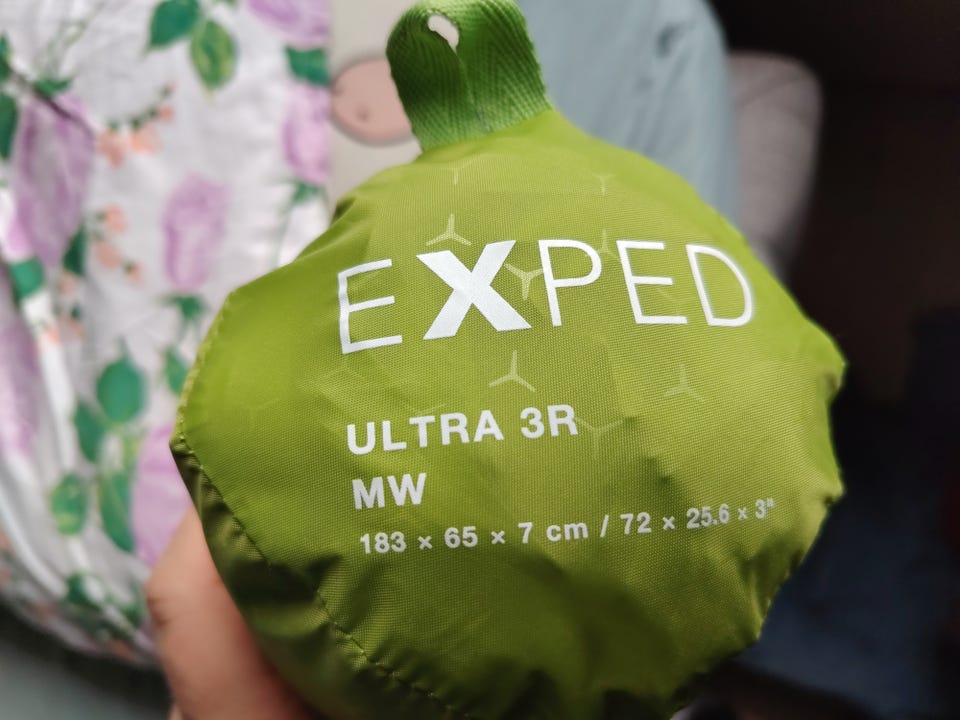 EXPED
ULTRA 3R
MW
183 × 65 × 7 cm / 72 × 25.6 × 3"